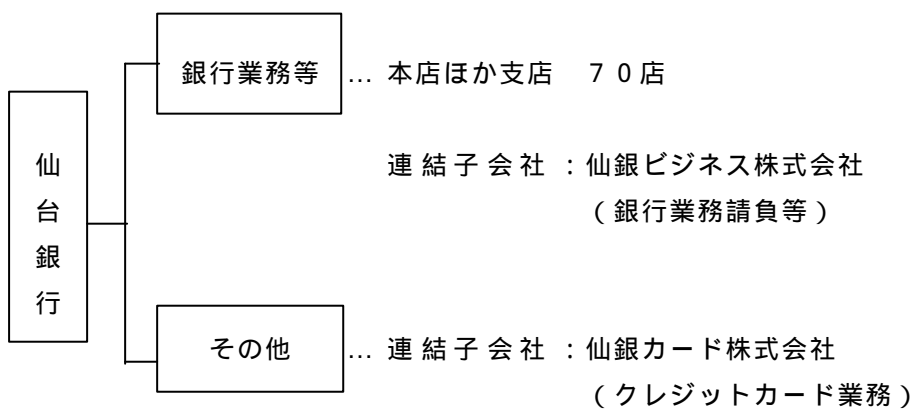 仙台銀行
銀行業務等 … 本店ほか支店 ７０店
連結子会社：仙銀ビジネス株式会社
（銀行業務請負等）
その他 … 連結子会社：仙銀カード株式会社
（クレジットカード業務）